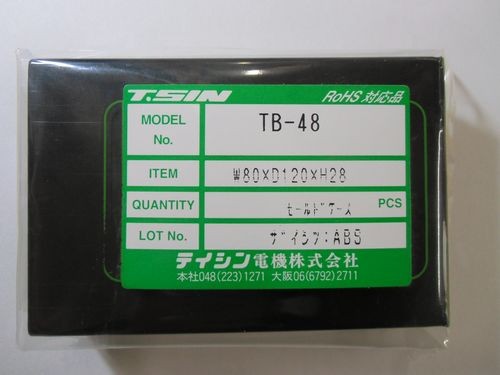 T.SIN RoHS 対応品
MODEL No. TB-48
ITEM W80×D120×H28
QUANTITY モールドケース PCS
LOT No. ザイシツ:ABS
テイシン電機株式会社
本社048(223)1271 大阪06(6792)2711